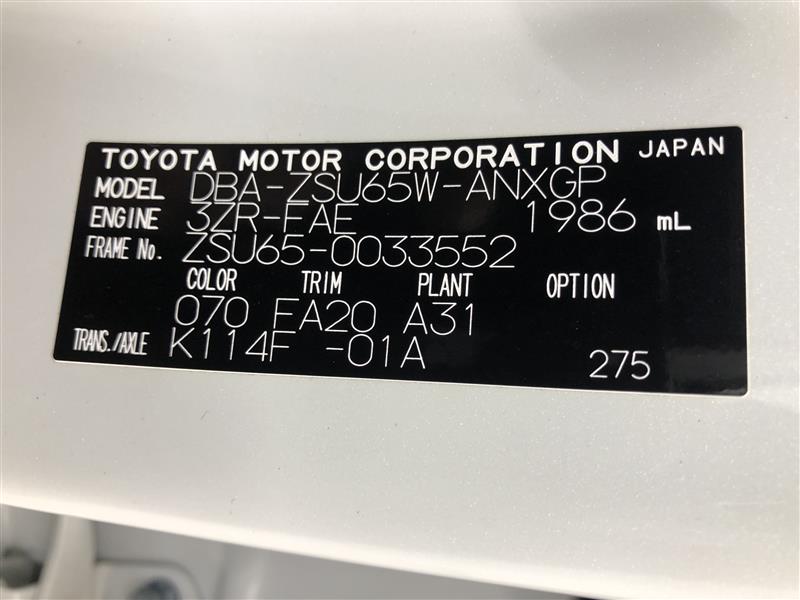 TOYOTA MOTOR CORPORATION JAPAN
MODEL DBA-ZSU65W-ANXGP
ENGINE 3ZR-FAE 1986 mL
FRAME No. ZSU65-0033552
COLOR TRIM PLANT OPTION
070 FA20 A31
TRANS./AXLE K114F -01A
275